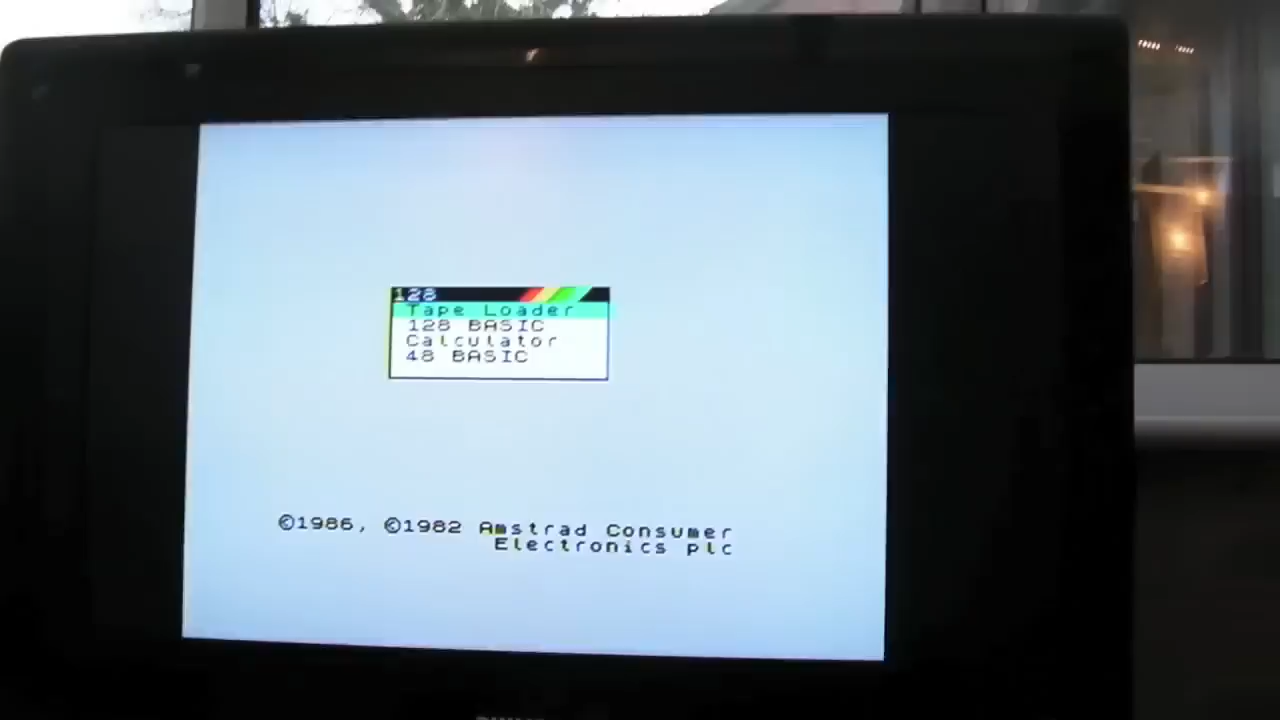 128
Tape Loader
128 BASIC
Calculator
48 BASIC
©1986, ©1982 Amstrad Consumer
Electronics plc